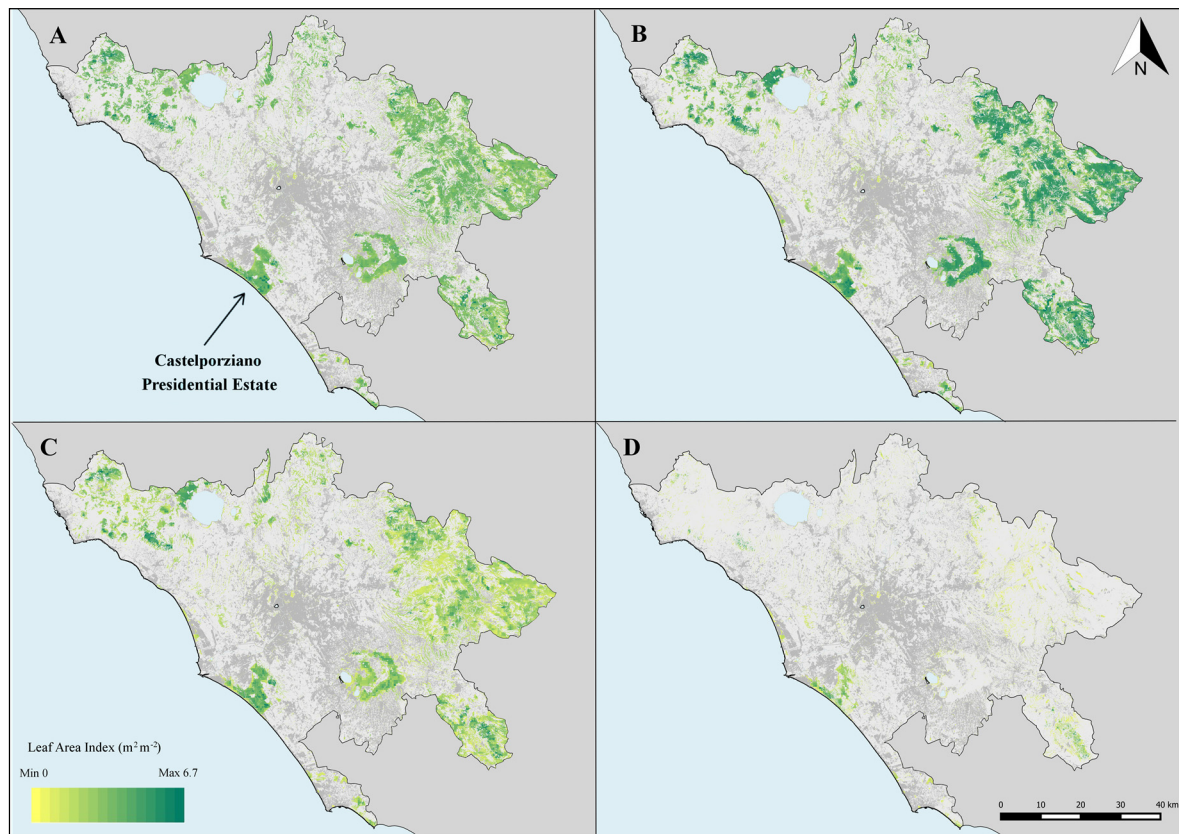 A
B
N
Castelporziano
Presidential Estate
C
D
Leaf Area Index (m² m⁻²)
Min 0
Max 6.7
0 10 20 30 40 km